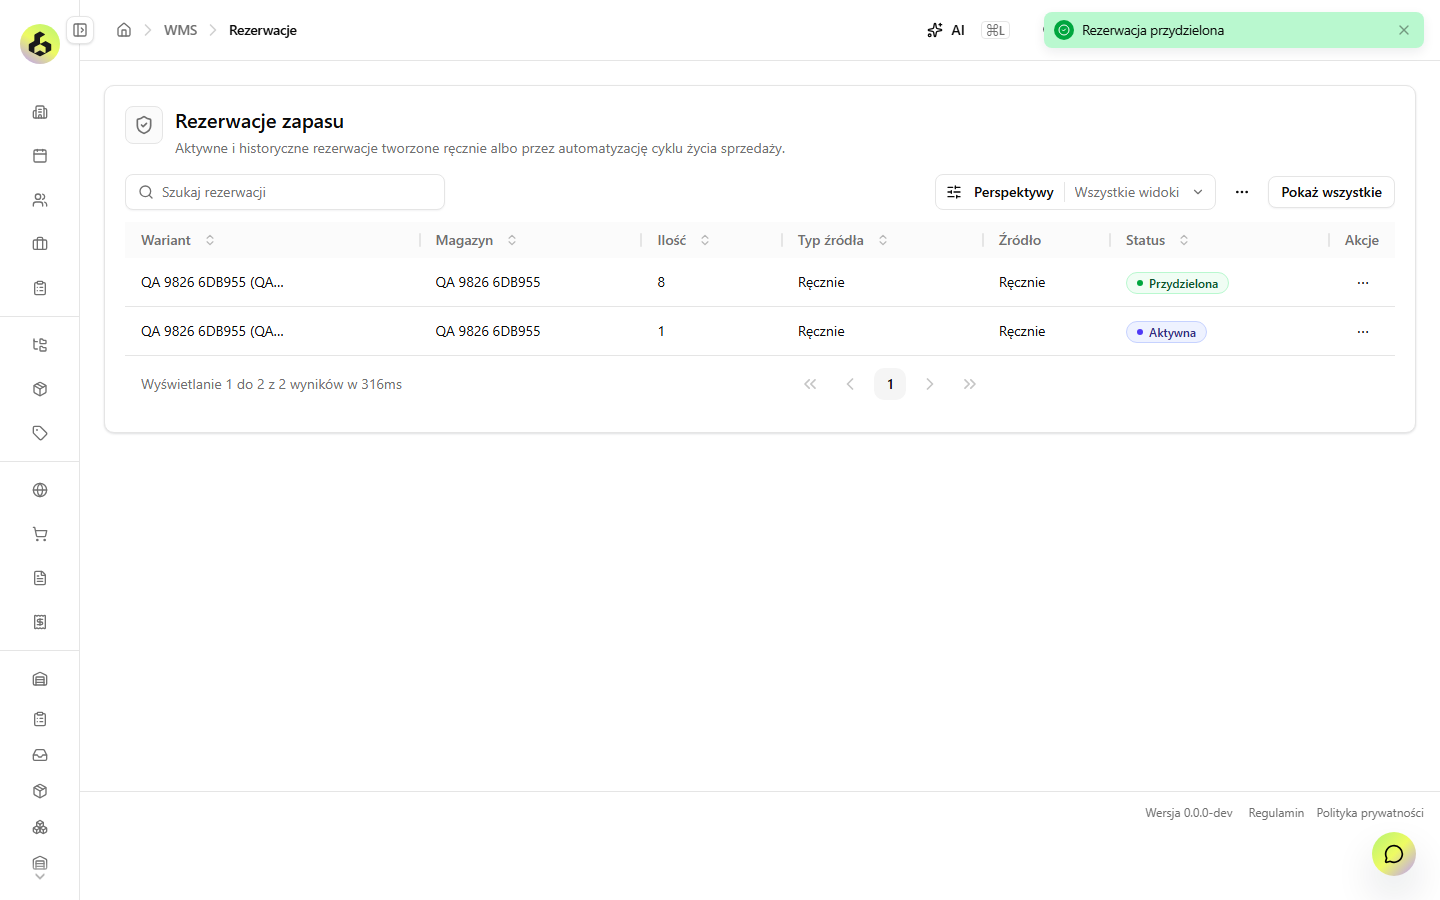 WMS
Rezerwacje
AI
⌘L
Rezerwacja przydzielona
Rezerwacje zapasu
Aktywne i historyczne rezerwacje tworzone ręcznie albo przez automatyzację cyklu życia sprzedaży.
Szukaj rezerwacji
Perspektywy
Wszystkie widoki
Pokaż wszystkie
Wariant Magazyn Ilość Typ źródła Źródło Status Akcje
QA 9826 6DB955 (QA... QA 9826 6DB955 8 Ręcznie Ręcznie Przydzielona
QA 9826 6DB955 (QA... QA 9826 6DB955 1 Ręcznie Ręcznie Aktywna
Wyświetlanie 1 do 2 z 2 wyników w 316ms
1
Wersja 0.0.0-dev Regulamin Polityka prywatności